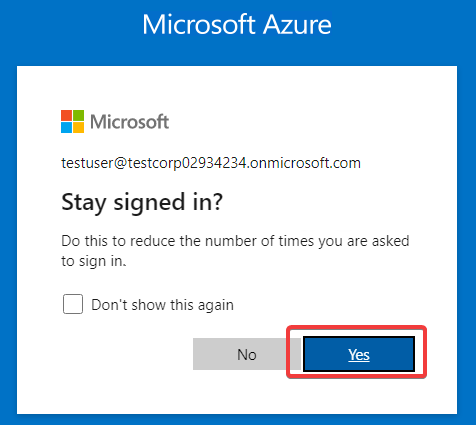 Microsoft Azure
Microsoft
testuser@testcorp02934234.onmicrosoft.com
Stay signed in?
Do this to reduce the number of times you are asked
to sign in.
Don't show this again
No
Yes